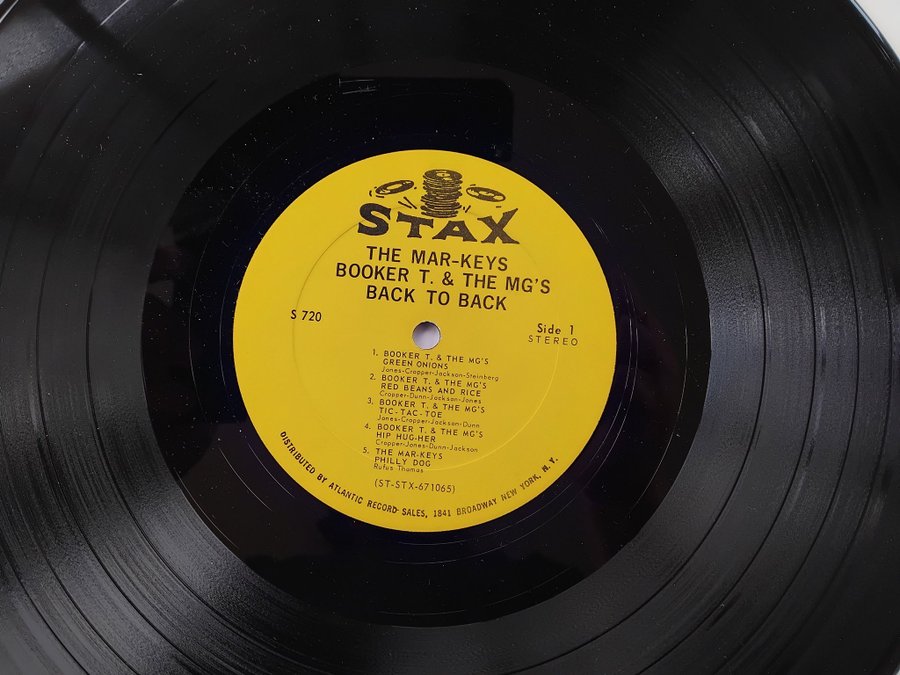 STAX
THE MAR-KEYS
BOOKER T. & THE MG'S
BACK TO BACK
S 720
Side 1
STEREO
1. BOOKER T. & THE MG'S
GREEN ONIONS
Jones-Cropper-Jackson-Steinberg
2. BOOKER T. & THE MG'S
RED BEANS AND RICE
Cropper-Dunn-Jackson-Jones
3. BOOKER T. & THE MG'S
TIC-TAC-TOE
Jones-Cropper-Jackson-Dunn
4. BOOKER T. & THE MG'S
HIP HUG-HER
Cropper-Jones-Dunn-Jackson
5. THE MAR-KEYS
PHILLY DOG
Rufus Thomas
(ST-STX-671065)
DISTRIBUTED BY ATLANTIC RECORD SALES, 1841 BROADWAY NEW YORK, N. Y.